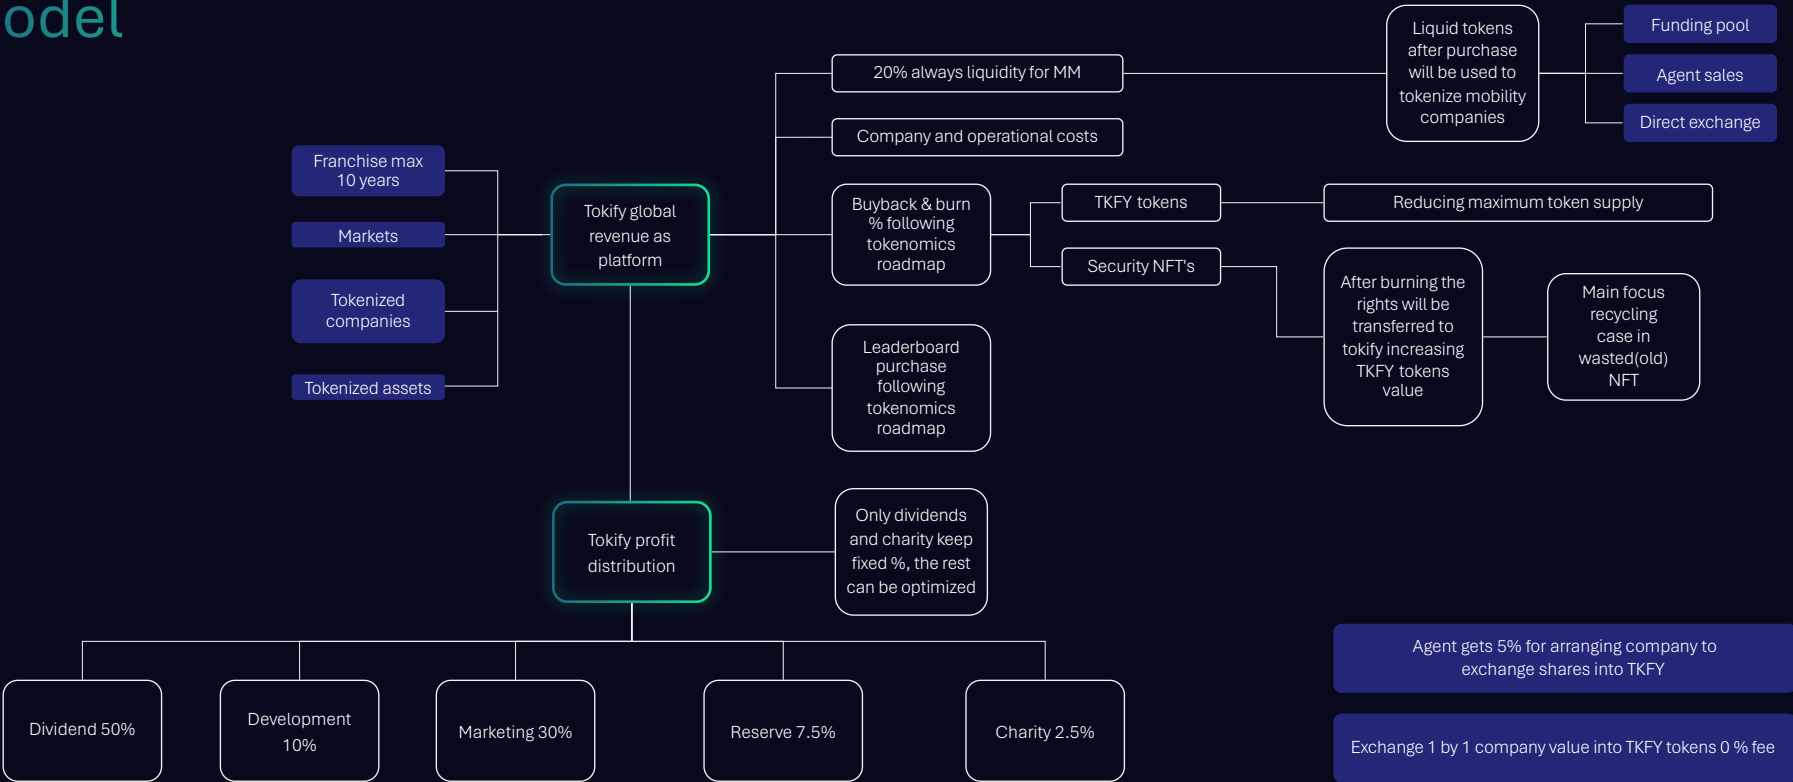 odel
Liquid tokens
after purchase
will be used to
tokenize mobility
companies
Funding pool
Agent sales
Direct exchange
20% always liquidity for MM
Company and operational costs
Franchise max
10 years
Markets
Tokenized
companies
Tokenized assets
Tokify global
revenue as
platform
Buyback & burn
% following
tokenomics
roadmap
TKFY tokens
Reducing maximum token supply
Security NFT's
After burning the
rights will be
transferred to
tokify increasing
TKFY tokens
value
Main focus
recycling
case in
wasted(old)
NFT
Leaderboard
purchase
following
tokenomics
roadmap
Tokify profit
distribution
Only dividends
and charity keep
fixed %, the rest
can be optimized
Dividend 50%
Development
10%
Marketing 30%
Reserve 7.5%
Charity 2.5%
Agent gets 5% for arranging company to
exchange shares into TKFY
Exchange 1 by 1 company value into TKFY tokens 0 % fee